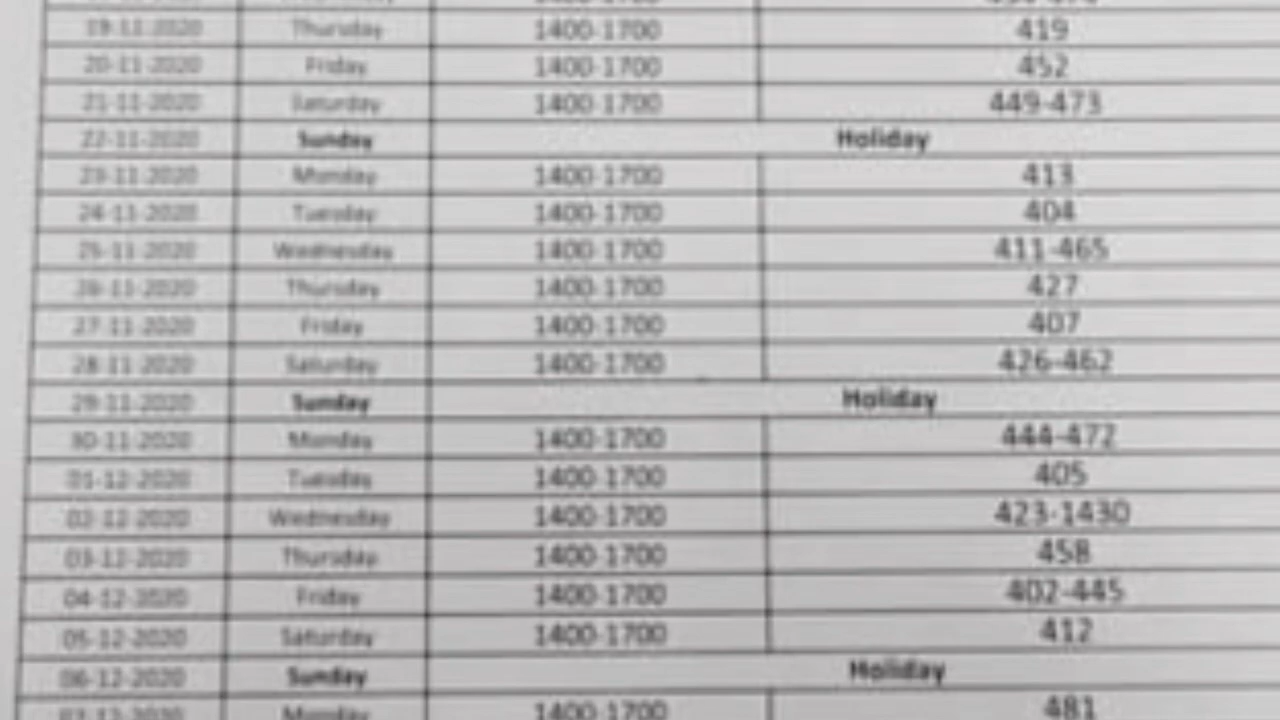 19-11-2020 Thursday 1400-1700 419
20-11-2020 Friday 1400-1700 452
21-11-2020 Saturday 1400-1700 449-473
22-11-2020 Sunday Holiday
23-11-2020 Monday 1400-1700 413
24-11-2020 Tuesday 1400-1700 404
25-11-2020 Wednesday 1400-1700 411-465
26-11-2020 Thursday 1400-1700 427
27-11-2020 Friday 1400-1700 407
28-11-2020 Saturday 1400-1700 426-462
29-11-2020 Sunday Holiday
30-11-2020 Monday 1400-1700 444-472
01-12-2020 Tuesday 1400-1700 405
02-12-2020 Wednesday 1400-1700 423-1430
03-12-2020 Thursday 1400-1700 458
04-12-2020 Friday 1400-1700 402-445
05-12-2020 Saturday 1400-1700 412
06-12-2020 Sunday Holiday
07-12-2020 Monday 1400-1700 481